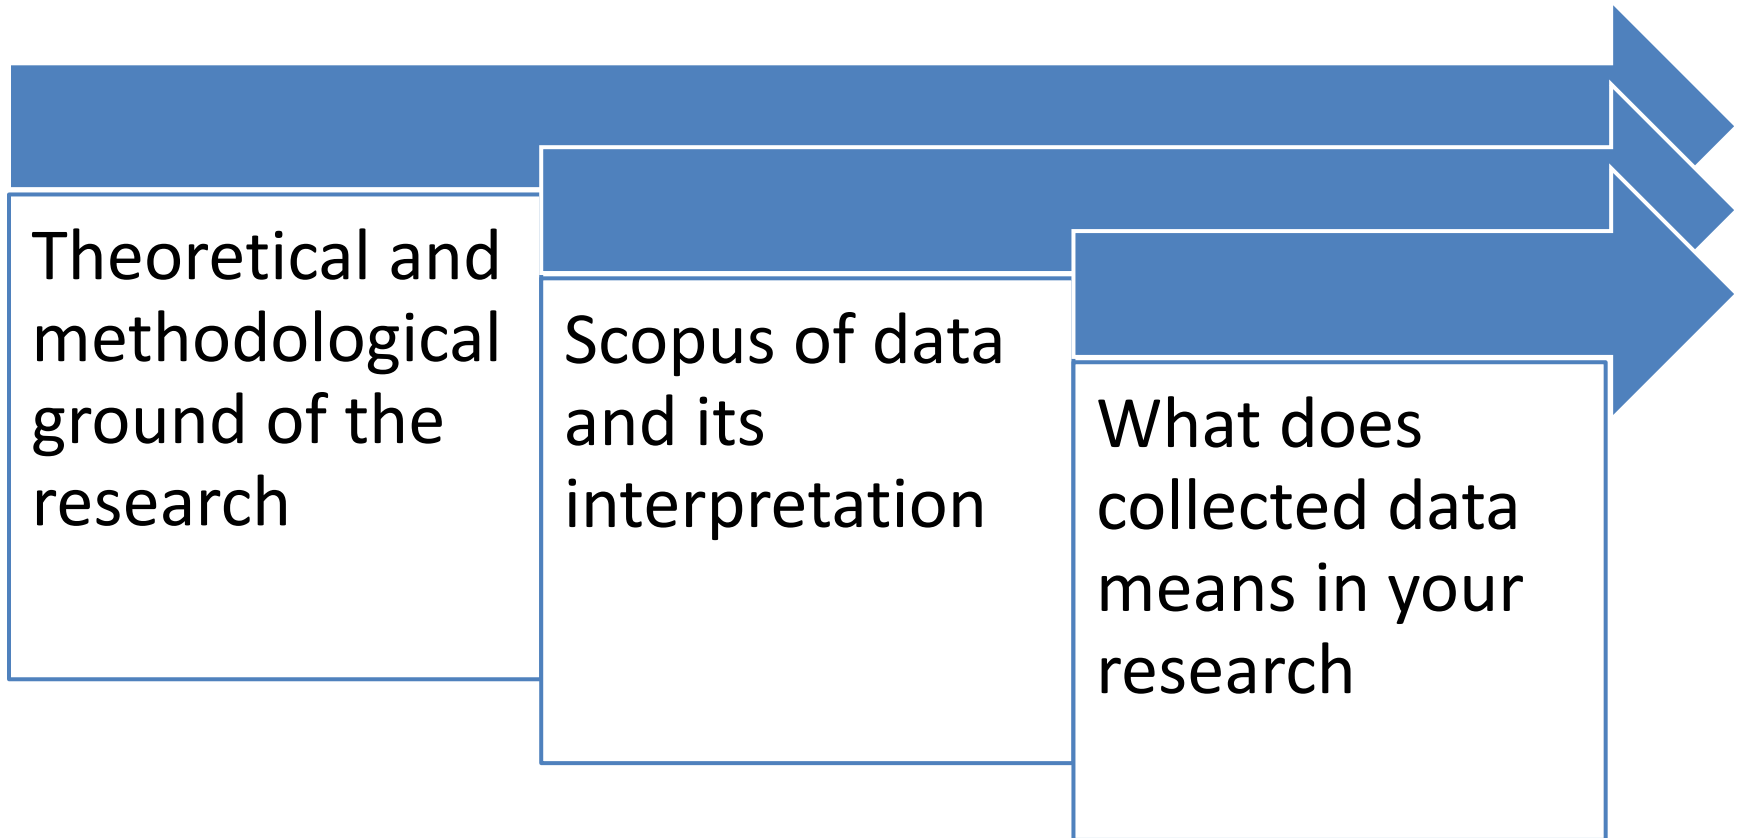 Theoretical and
methodological
ground of the
research
Scopus of data
and its
interpretation
What does
collected data
means in your
research